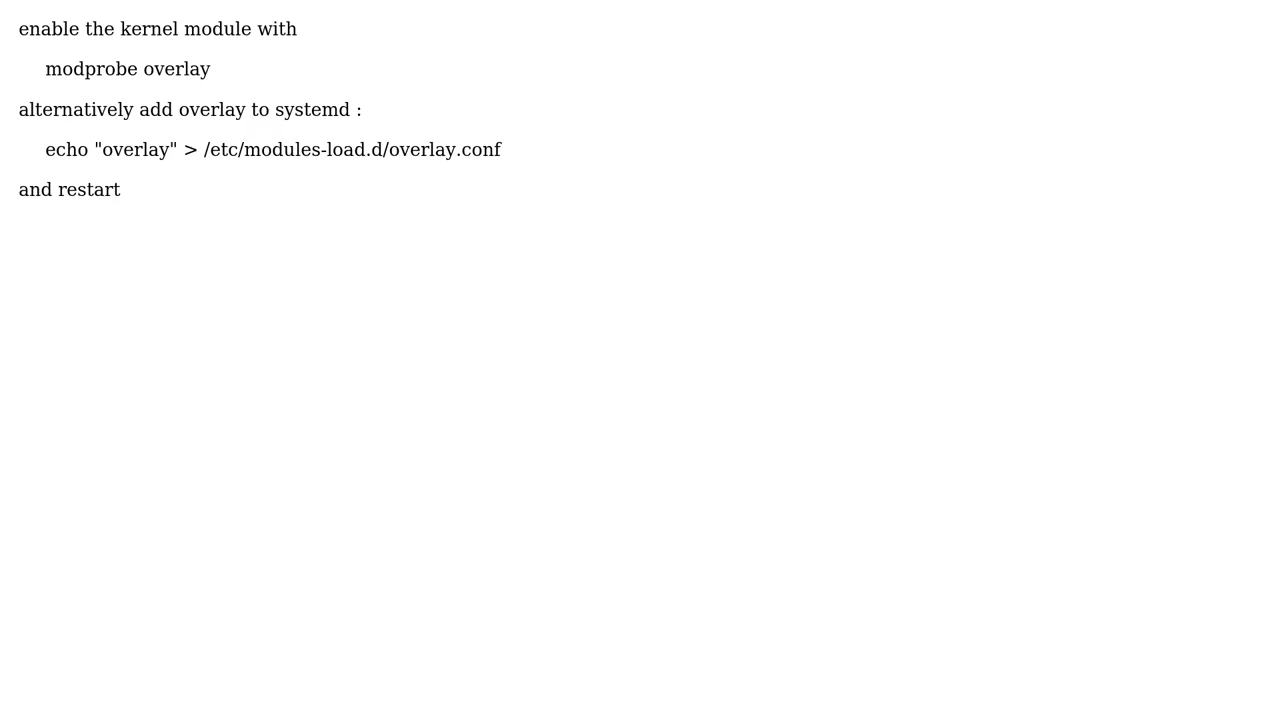 enable the kernel module with
modprobe overlay
alternatively add overlay to systemd :
echo "overlay" > /etc/modules-load.d/overlay.conf
and restart